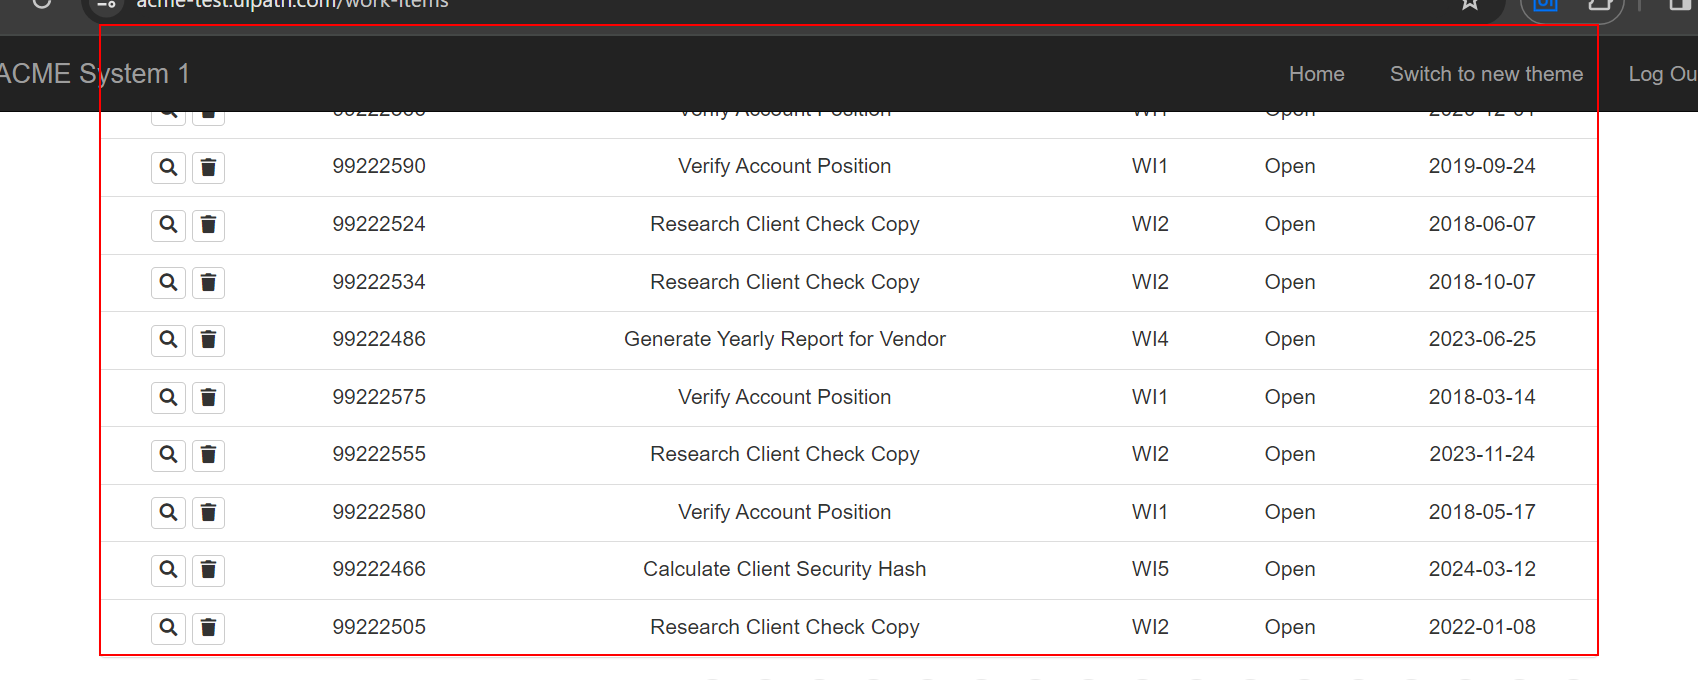 acme-test.uipath.com/work-items
ACME System 1 Home Switch to new theme Log Ou
Verify Account Position WI1 Open
99222590 Verify Account Position WI1 Open 2019-09-24
99222524 Research Client Check Copy WI2 Open 2018-06-07
99222534 Research Client Check Copy WI2 Open 2018-10-07
99222486 Generate Yearly Report for Vendor WI4 Open 2023-06-25
99222575 Verify Account Position WI1 Open 2018-03-14
99222555 Research Client Check Copy WI2 Open 2023-11-24
99222580 Verify Account Position WI1 Open 2018-05-17
99222466 Calculate Client Security Hash WI5 Open 2024-03-12
99222505 Research Client Check Copy WI2 Open 2022-01-08